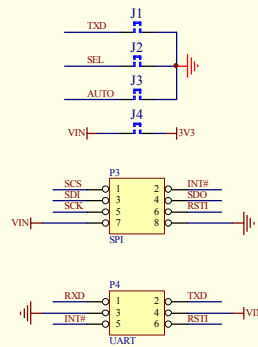 J1
TXD
J2
SEL
J3
AUTO
J4
VIN 3V3
P3
SCS 1 2 INT#
SDI 3 4 SDO
SCK 5 6 RSTI
VIN 7 8
SPI
P4
RXD 1 2 TXD
3 4 VIN
INT# 5 6 RSTI
UART